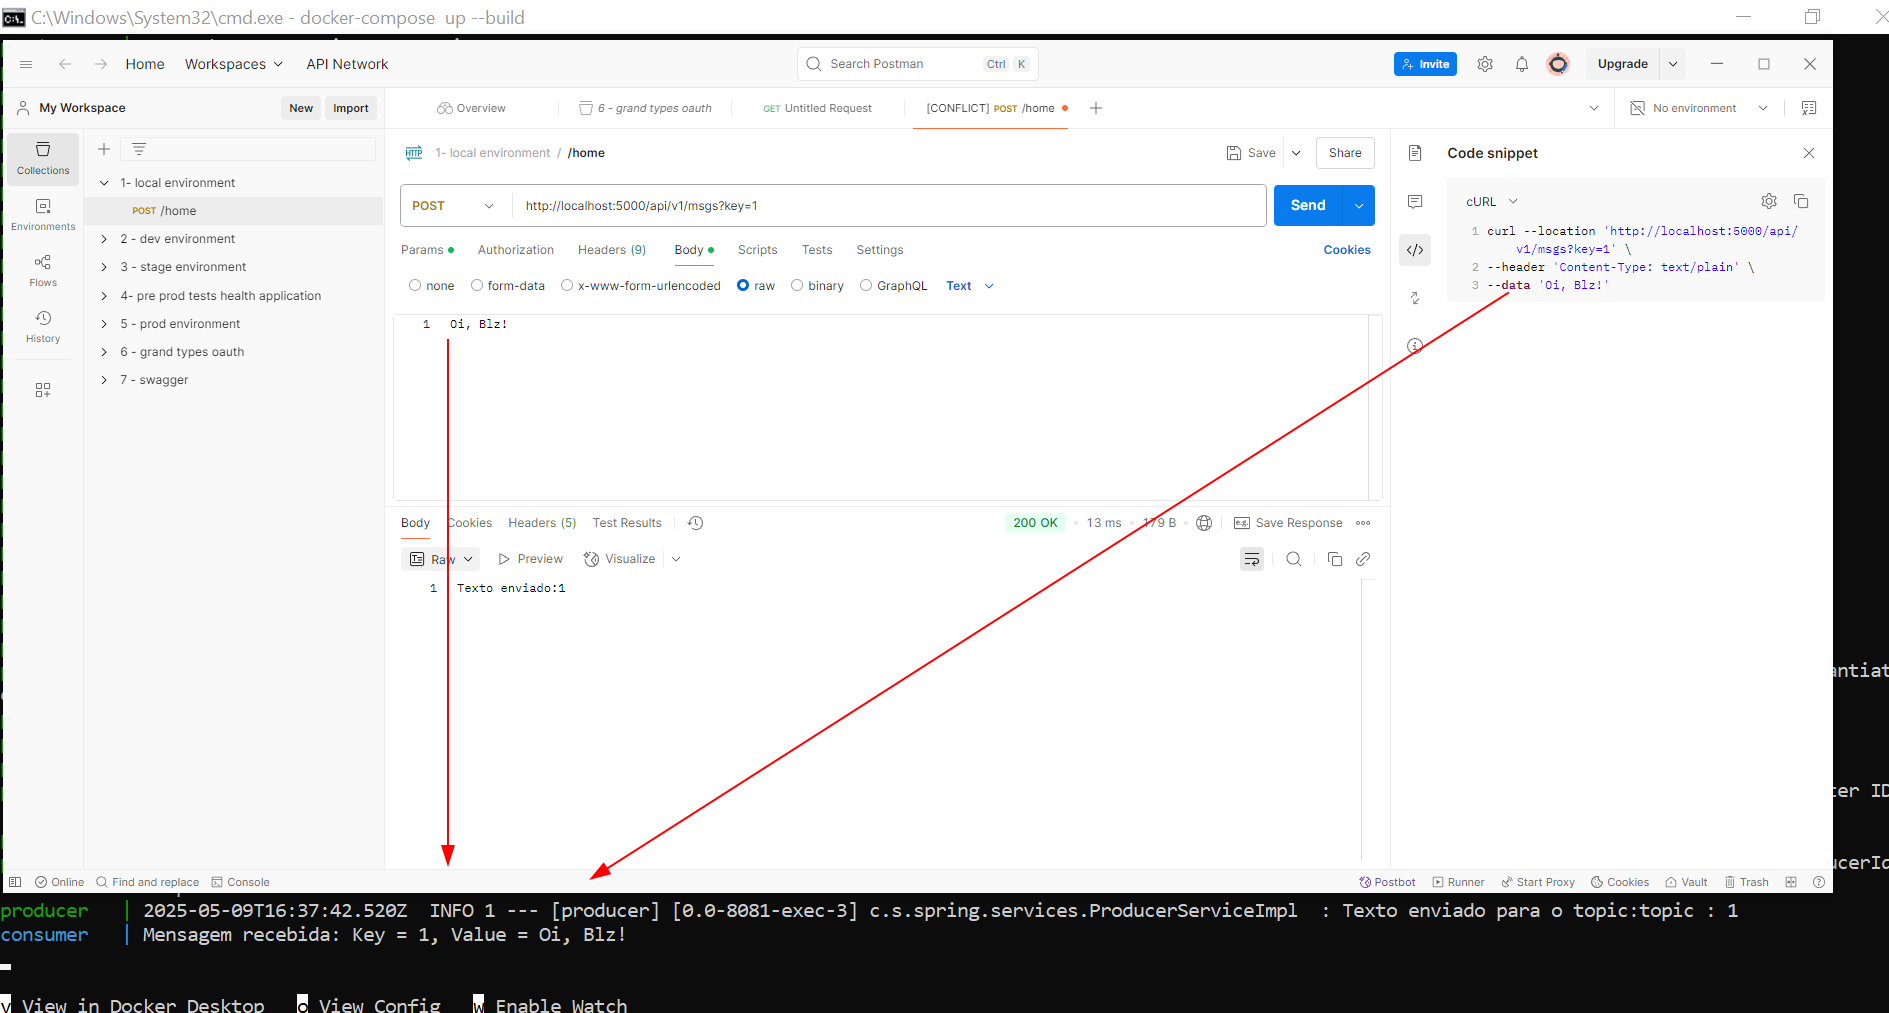 C:\Windows\System32\cmd.exe - docker-compose  up --build
Home Workspaces API Network Search Postman Ctrl K Invite Upgrade
My Workspace New Import Overview 6 - grand types oauth GET Untitled Request [CONFLICT] POST /home No environment
Collections
Environments
Flows
History
1- local environment
POST /home
2 - dev environment
3 - stage environment
4- pre prod tests health application
5 - prod environment
6 - grand types oauth
7 - swagger
HTTP 1- local environment / /home Save Share
POST http://localhost:5000/api/v1/msgs?key=1 Send
Params Authorization Headers (9) Body Scripts Tests Settings Cookies
none form-data x-www-form-urlencoded raw binary GraphQL Text
1 Oi, Blz!
Code snippet
cURL
1 curl --location 'http://localhost:5000/api/
v1/msgs?key=1' \
2 --header 'Content-Type: text/plain' \
3 --data 'Oi, Blz!'
Body Cookies Headers (5) Test Results 200 OK 13 ms 179 B e.g. Save Response
Raw Preview Visualize
1 Texto enviado:1
antiat
ter ID
ucerId
Online Find and replace Console Postbot Runner Start Proxy Cookies Vault Trash
producer | 2025-05-09T16:37:42.520Z  INFO 1 --- [producer] [0.0-8081-exec-3] c.s.spring.services.ProducerServiceImpl  : Texto enviado para o topic:topic : 1
consumer | Mensagem recebida: Key = 1, Value = Oi, Blz!
v View in Docker Desktop o View Config w Enable Watch